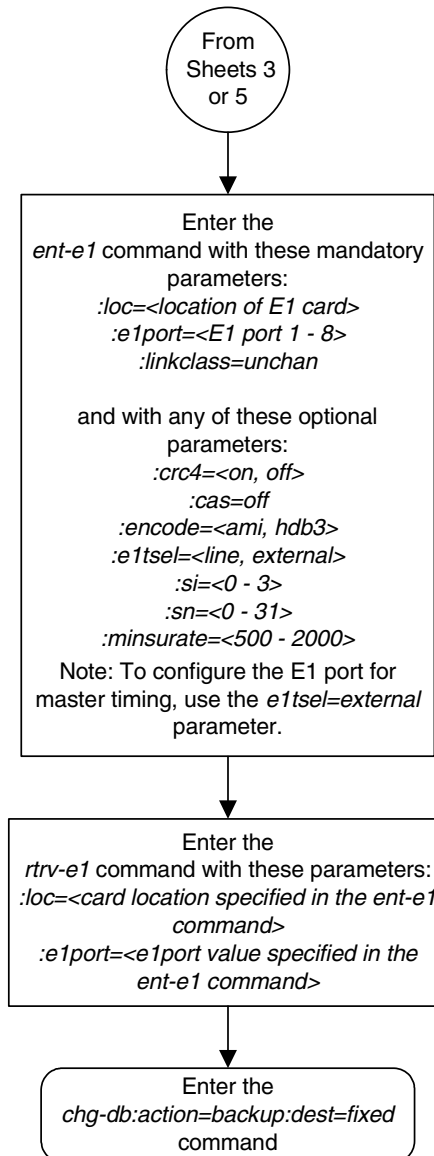 From
Sheets 3
or 5
Enter the
ent-e1 command with these mandatory
parameters:
:loc=<location of E1 card>
:e1port=<E1 port 1 - 8>
:linkclass=unchan
and with any of these optional
parameters:
:crc4=<on, off>
:cas=off
:encode=<ami, hdb3>
:e1tsel=<line, external>
:si=<0 - 3>
:sn=<0 - 31>
:minsurate=<500 - 2000>
Note: To configure the E1 port for
master timing, use the e1tsel=external
parameter.
Enter the
rtrv-e1 command with these parameters:
:loc=<card location specified in the ent-e1
command>
:e1port=<e1port value specified in the
ent-e1 command>
Enter the
chg-db:action=backup:dest=fixed
command